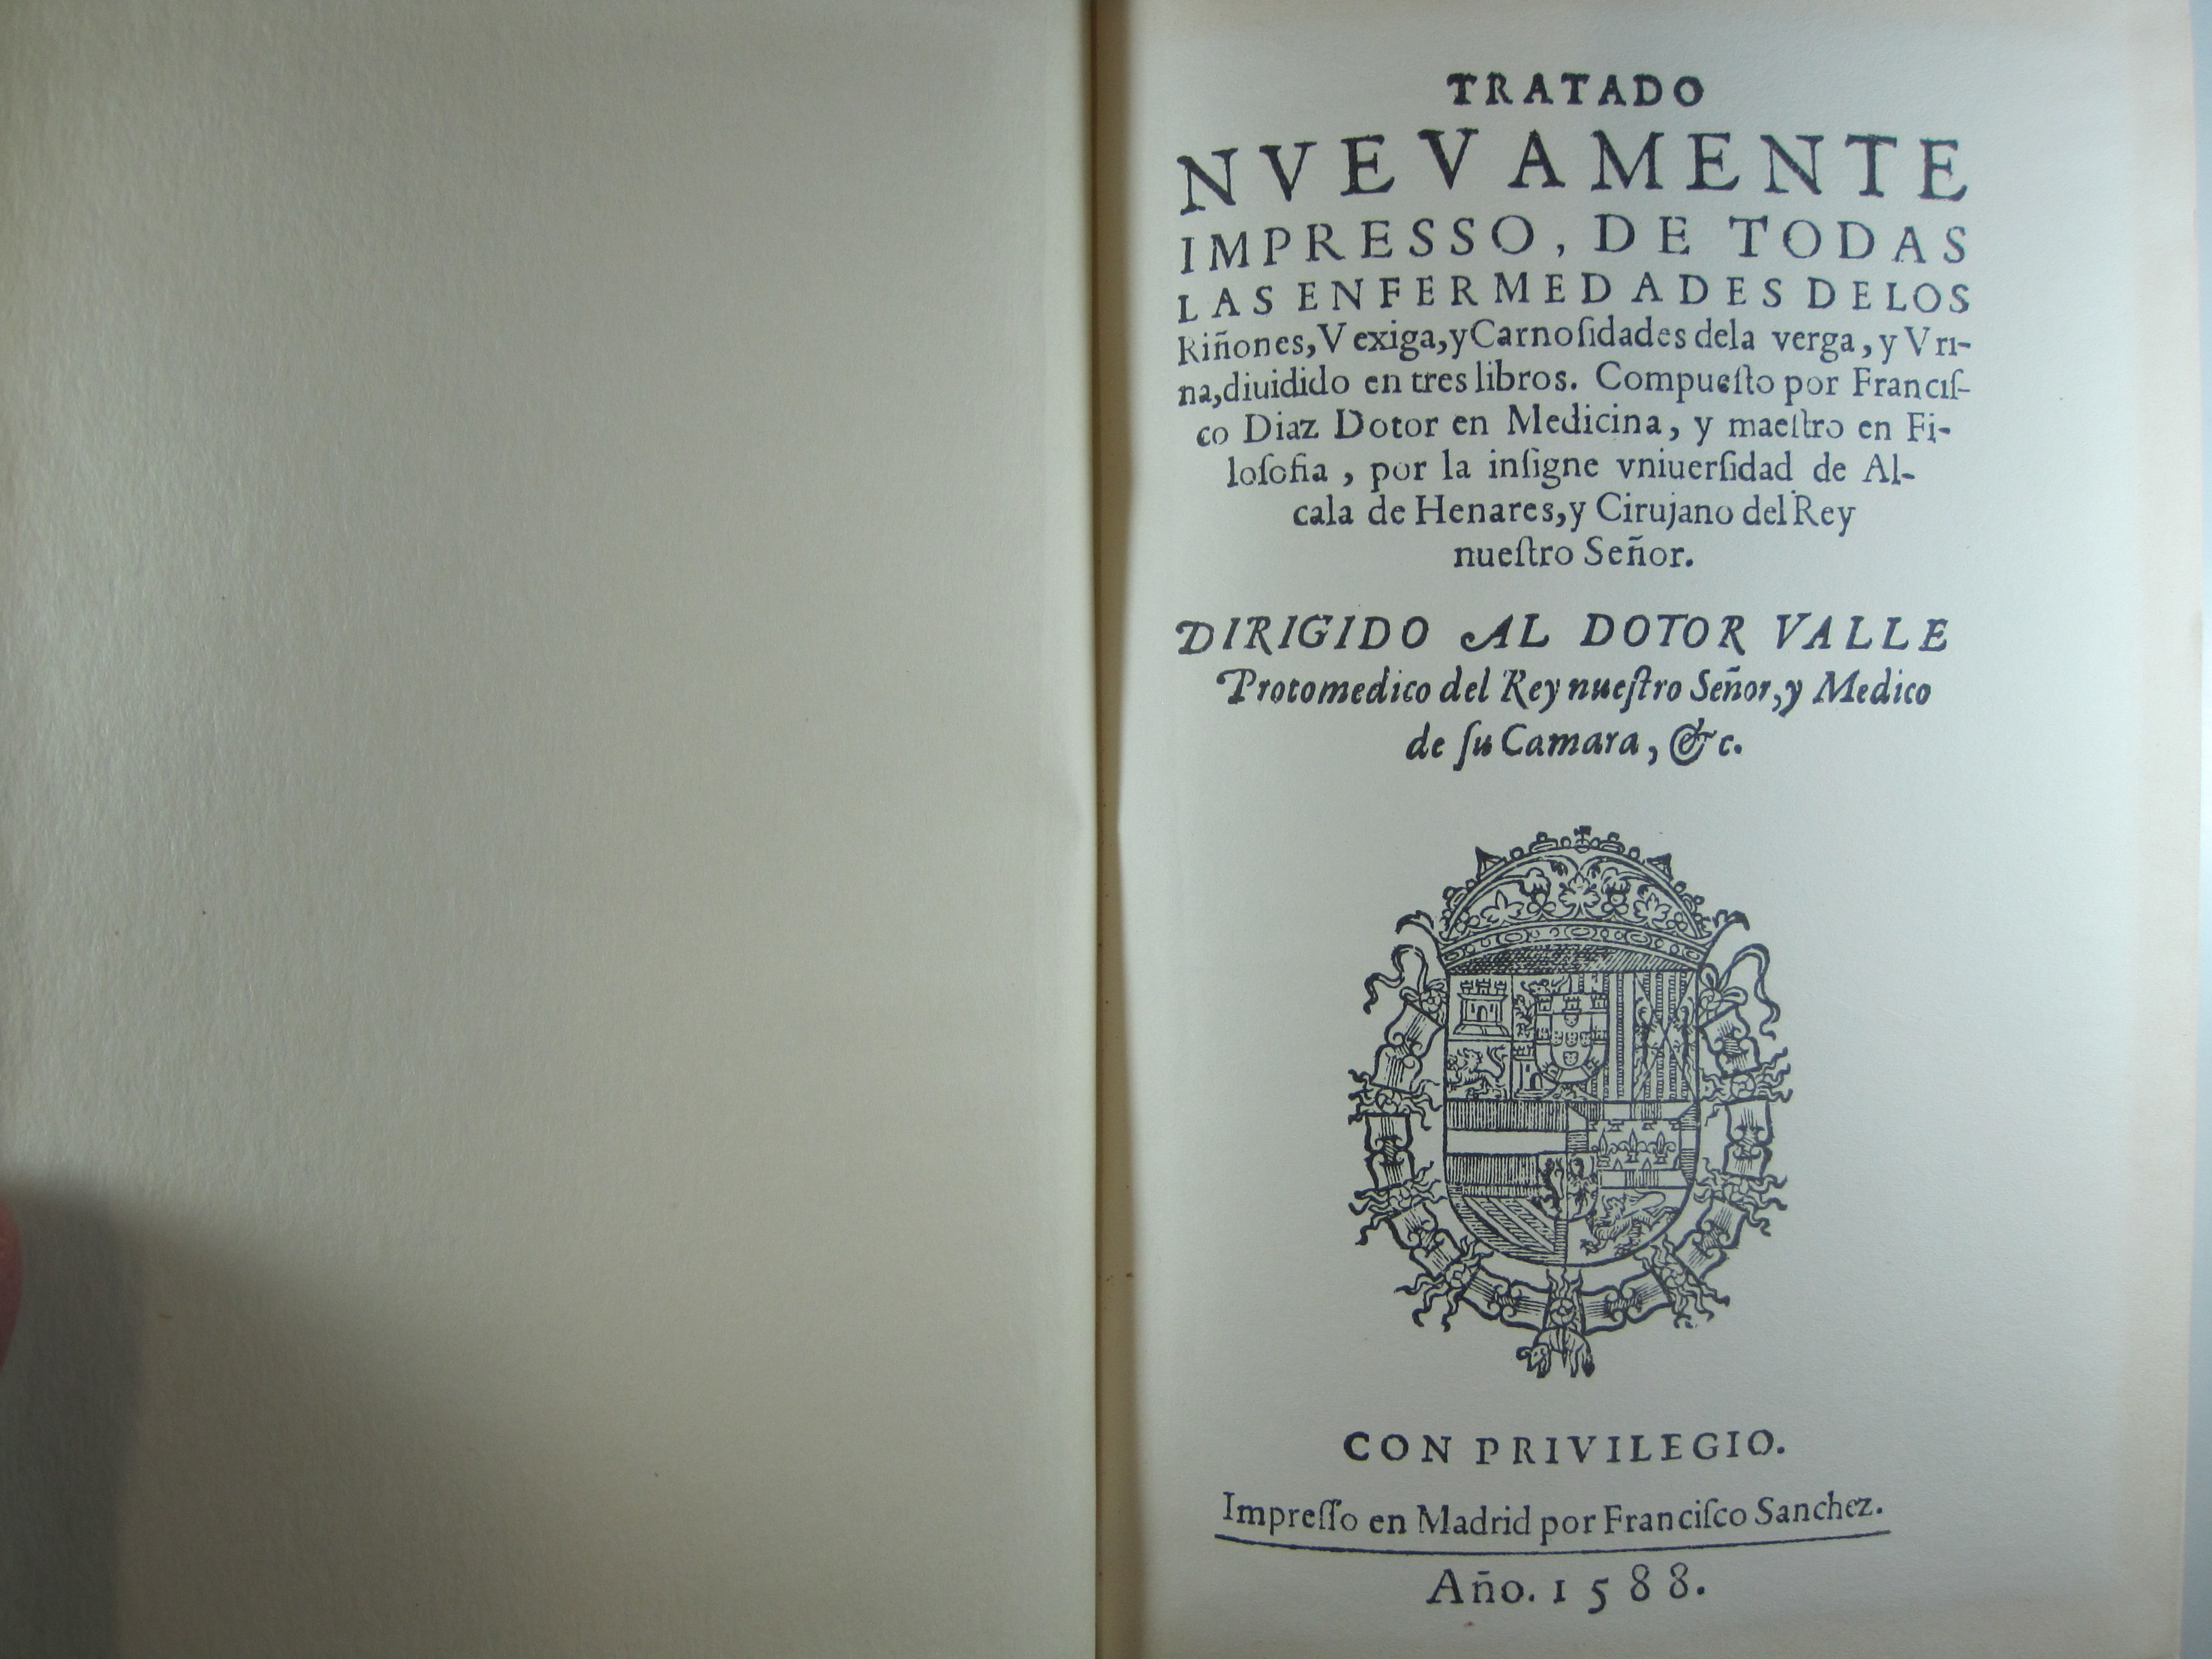 TRATADO
NVEVAMENTE
IMPRESSO, DE TODAS
LAS ENFERMEDADES DELOS
Riñones, Vexiga, y Carnoſidades dela verga, y Vri-
na, diuidido en tres libros. Compueſto por Franciſ-
co Diaz Dotor en Medicina, y maeſtro en Fi-
loſofia, por la inſigne vniuerſidad de Al-
cala de Henares, y Cirujano del Rey
nueſtro Señor.
DIRIGIDO AL DOTOR VALLE
Protomedico del Rey nueſtro Señor, y Medico
de ſu Camara, &c.
CON PRIVILEGIO.
Impreſſo en Madrid por Franciſco Sanchez.
Año. 1588.